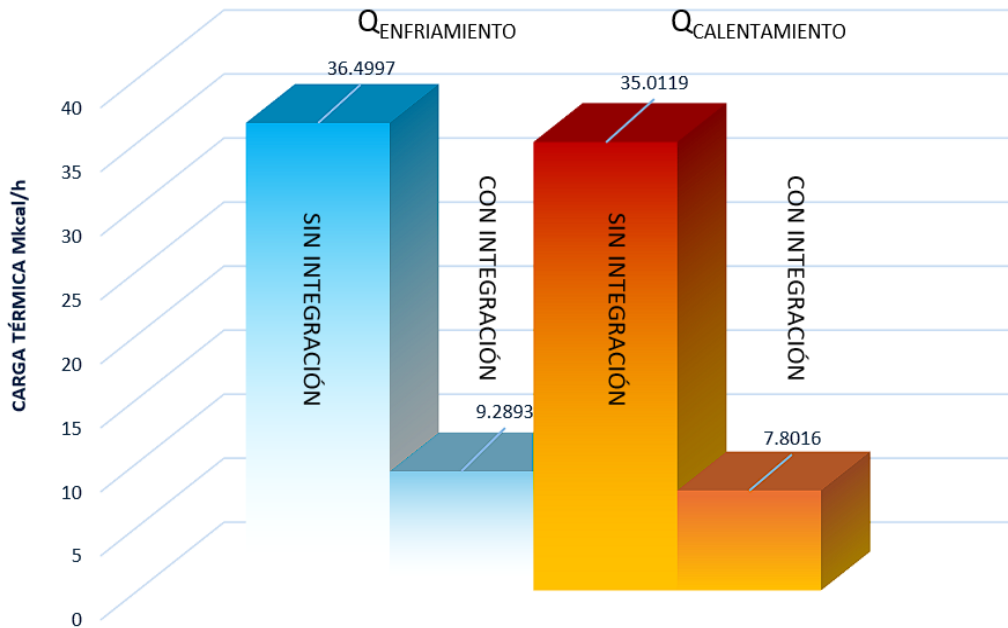 QENFRIAMIENTO
QCALENTAMIENTO
36.4997
35.0119
40
35
30
25
20
15
10
5
0
CARGA TÉRMICA Mkcal/h
SIN INTEGRACIÓN
CON INTEGRACIÓN
SIN INTEGRACIÓN
CON INTEGRACIÓN
9.2893
7.8016